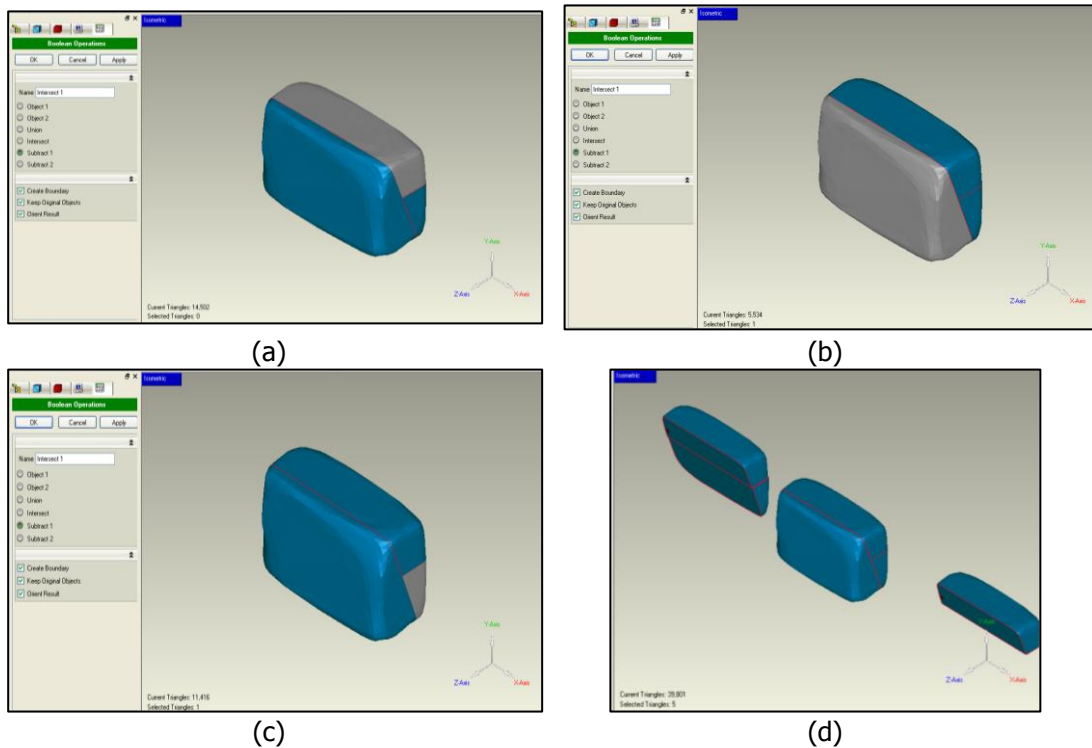 Isometric
Boolean Operations
OK Cancel Apply
Name Intersect 1
Object 1
Object 2
Union
Intersect
Subtract 1
Subtract 2
Create Boundary
Keep Original Objects
Orient Result
Y-Axis
Z-Axis X-Axis
Current Triangles: 14,502
Selected Triangles: 0
(a)
Isometric
Boolean Operations
OK Cancel Apply
Name Intersect 1
Object 1
Object 2
Union
Intersect
Subtract 1
Subtract 2
Create Boundary
Keep Original Objects
Orient Result
Y-Axis
Z-Axis X-Axis
Current Triangles: 5,534
Selected Triangles: 1
(b)
Isometric
Boolean Operations
OK Cancel Apply
Name Intersect 1
Object 1
Object 2
Union
Intersect
Subtract 1
Subtract 2
Create Boundary
Keep Original Objects
Orient Result
Y-Axis
Z-Axis X-Axis
Current Triangles: 11,416
Selected Triangles: 1
(c)
Isometric
Y-Axis
Z-Axis X-Axis
Current Triangles: 39,801
Selected Triangles: 5
(d)